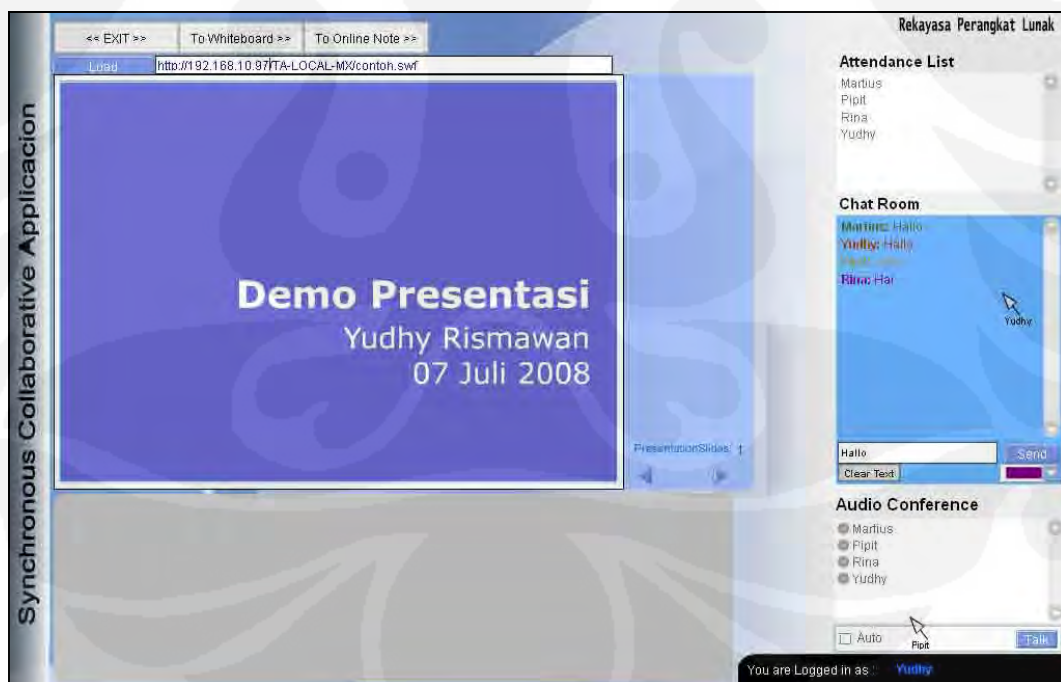 Synchronous Collaborative Applicacion
<< EXIT >>
To Whiteboard >>
To Online Note >>
Load
http://192.168.10.97/TA-LOCAL-MX/contoh.swf
Demo Presentasi
Yudhy Rismawan
07 Juli 2008
PresentationSlides: 1
Rekayasa Perangkat Lunak
Attendance List
Martius
Pipit
Rina
Yudhy
Chat Room
Martius: Hallo
Yudhy: Hallo
Rina: Hai
Yudhy
Hallo
Send
Clear Text
Audio Conference
Martius
Pipit
Rina
Yudhy
Pipit
Auto
Talk
You are Logged in as : Yudhy